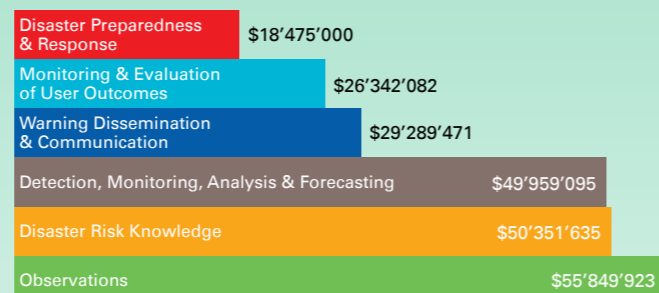 Disaster Preparedness
& Response
$18’475’000
Monitoring & Evaluation
of User Outcomes
$26’342’082
Warning Dissemination
& Communication
$29’289’471
Detection, Monitoring, Analysis & Forecasting $49’959’095
Disaster Risk Knowledge $50’351’635
Observations $55’849’923